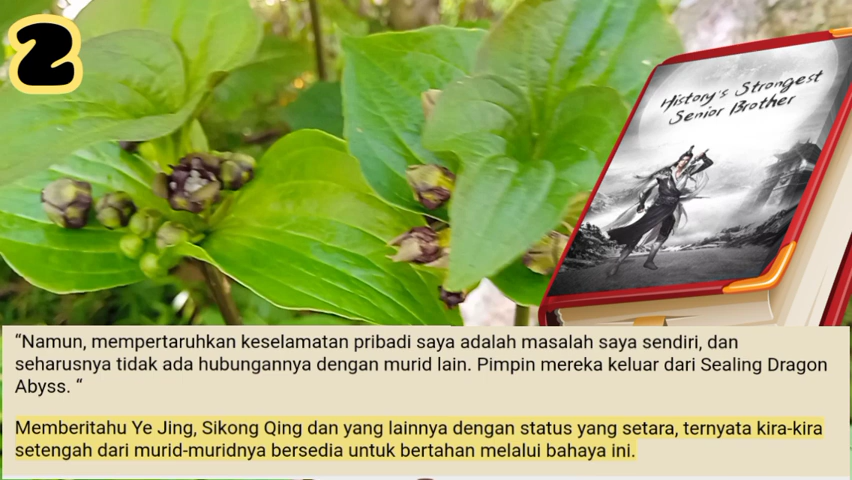 2
History's Strongest
Senior Brother
“Namun, mempertaruhkan keselamatan pribadi saya adalah masalah saya sendiri, dan
seharusnya tidak ada hubungannya dengan murid lain. Pimpin mereka keluar dari Sealing Dragon
Abyss. “
Memberitahu Ye Jing, Sikong Qing dan yang lainnya dengan status yang setara, ternyata kira-kira
setengah dari murid-muridnya bersedia untuk bertahan melalui bahaya ini.